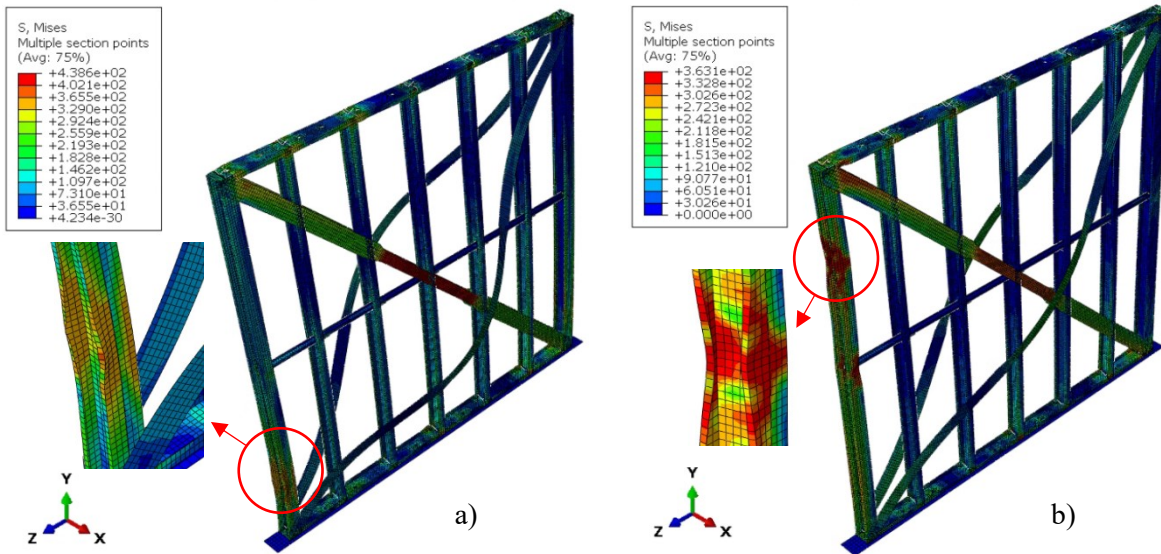 S, Mises
Multiple section points
(Avg: 75%)
+4.386e+02
+4.021e+02
+3.655e+02
+3.290e+02
+2.924e+02
+2.559e+02
+2.193e+02
+1.828e+02
+1.462e+02
+1.097e+02
+7.310e+01
+3.655e+01
+4.234e-30
Y
Z
X
a)
S, Mises
Multiple section points
(Avg: 75%)
+3.631e+02
+3.328e+02
+3.026e+02
+2.723e+02
+2.421e+02
+2.118e+02
+1.815e+02
+1.513e+02
+1.210e+02
+9.077e+01
+6.051e+01
+3.026e+01
+0.000e+00
Y
Z
X
b)